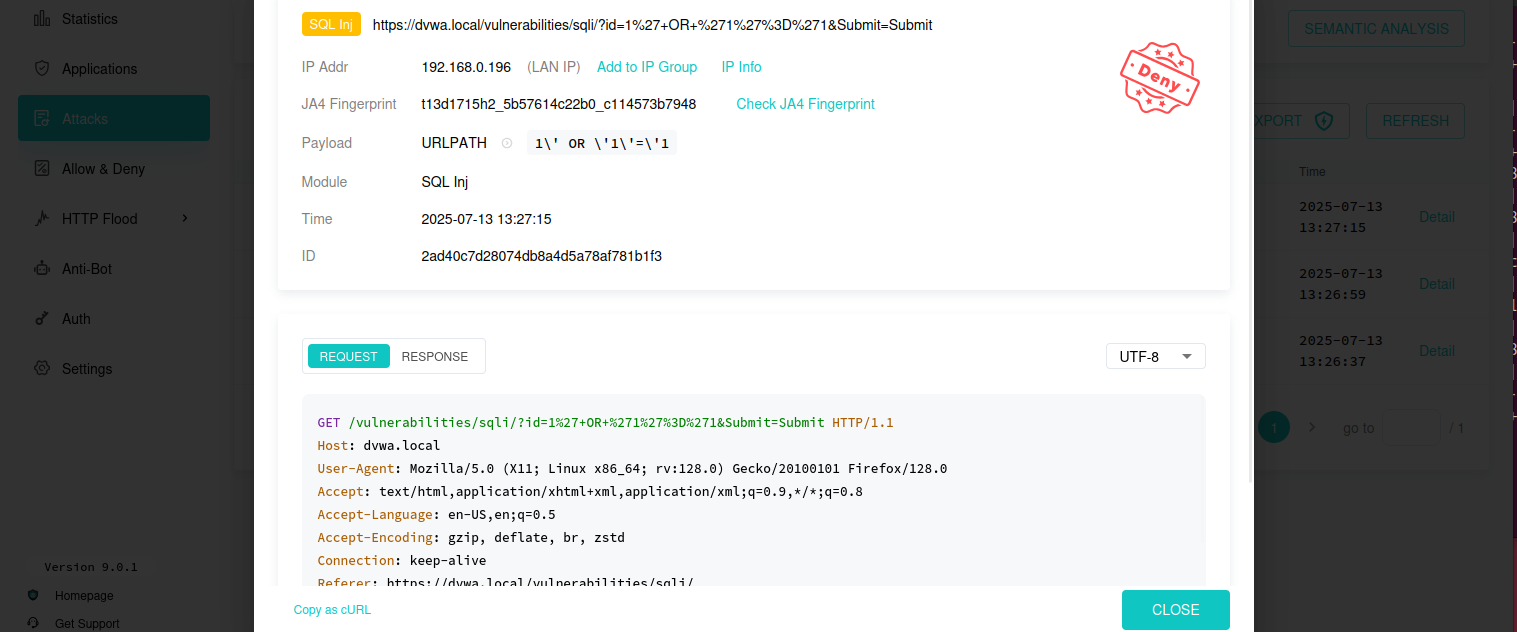 Statistics
Applications
Attacks
Allow & Deny
HTTP Flood
Anti-Bot
Auth
Settings
Version 9.0.1
Homepage
Get Support
SQL Inj https://dvwa.local/vulnerabilities/sqli/?id=1%27+OR+%271%27%3D%271&Submit=Submit
IP Addr 192.168.0.196 (LAN IP) Add to IP Group IP Info
Deny
JA4 Fingerprint t13d1715h2_5b57614c22b0_c114573b7948 Check JA4 Fingerprint
Payload URLPATH 1\' OR \'1\'=\'1
Module SQL Inj
Time 2025-07-13 13:27:15
ID 2ad40c7d28074db8a4d5a78af781b1f3
REQUEST RESPONSE UTF-8
GET /vulnerabilities/sqli/?id=1%27+OR+%271%27%3D%271&Submit=Submit HTTP/1.1
Host: dvwa.local
User-Agent: Mozilla/5.0 (X11; Linux x86_64; rv:128.0) Gecko/20100101 Firefox/128.0
Accept: text/html,application/xhtml+xml,application/xml;q=0.9,*/*;q=0.8
Accept-Language: en-US,en;q=0.5
Accept-Encoding: gzip, deflate, br, zstd
Connection: keep-alive
Referer: https://dvwa.local/vulnerabilities/sqli/
Copy as cURL CLOSE
SEMANTIC ANALYSIS
XPORT REFRESH
Time
2025-07-13
13:27:15
Detail
2025-07-13
13:26:59
Detail
2025-07-13
13:26:37
Detail
1 go to / 1